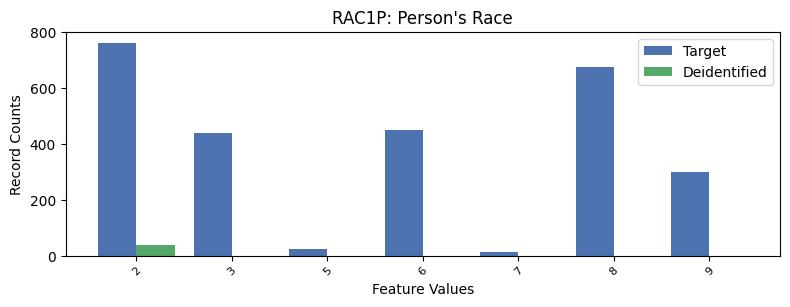 RAC1P: Person's Race
Target
Deidentified
Record Counts
800
600
400
200
0
2 3 5 6 7 8 9
Feature Values